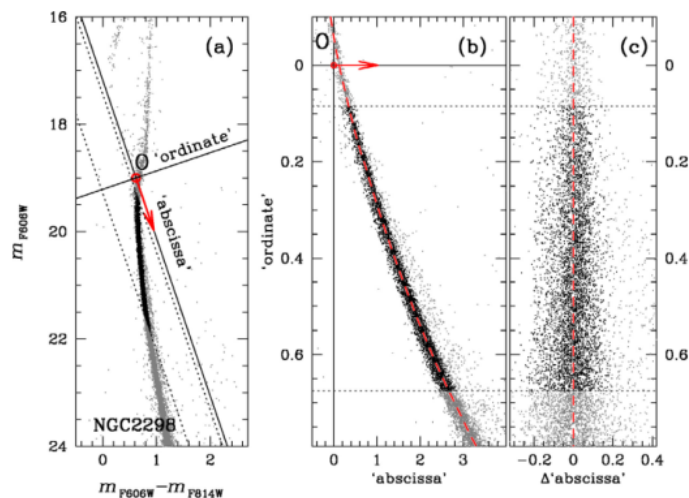 16
18
20
22
24
m_F606W
(a)
O 'ordinate'
'abscissa'
NGC2298
0 1 2
m_F606W−m_F814W
(b)
O
0
0.2
0.4
0.6
'ordinate'
0 1 2 3
'abscissa'
(c)
0
0.2
0.4
0.6
−0.2 0 0.2 0.4
Δ'abscissa'